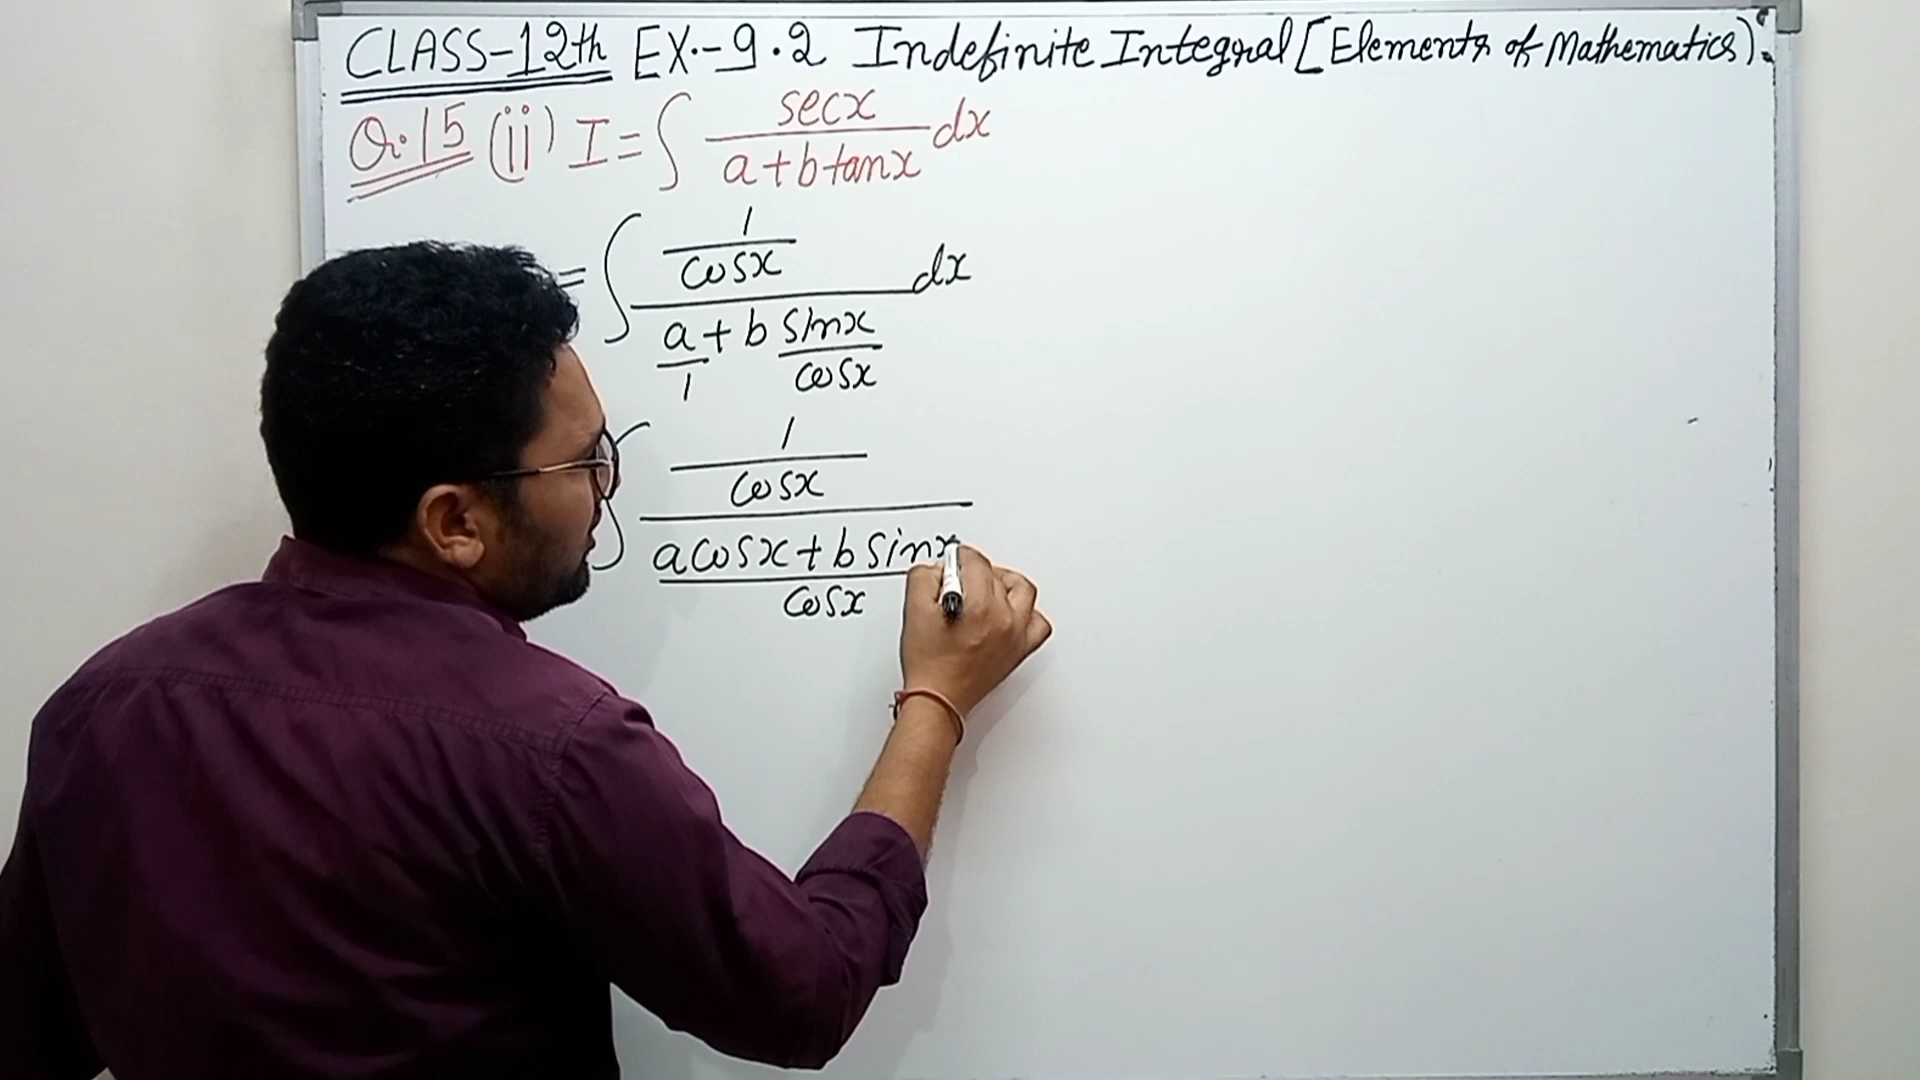 CLASS-12th EX.-9.2 Indefinite Integral [Elements of Mathematics).
Q.15 (ii) I = ∫ secx / a+b tanx dx
= ∫ 1/cosx / a/1 + b sinx/cosx dx
∫ 1/cosx / acosx+b sinx/cosx